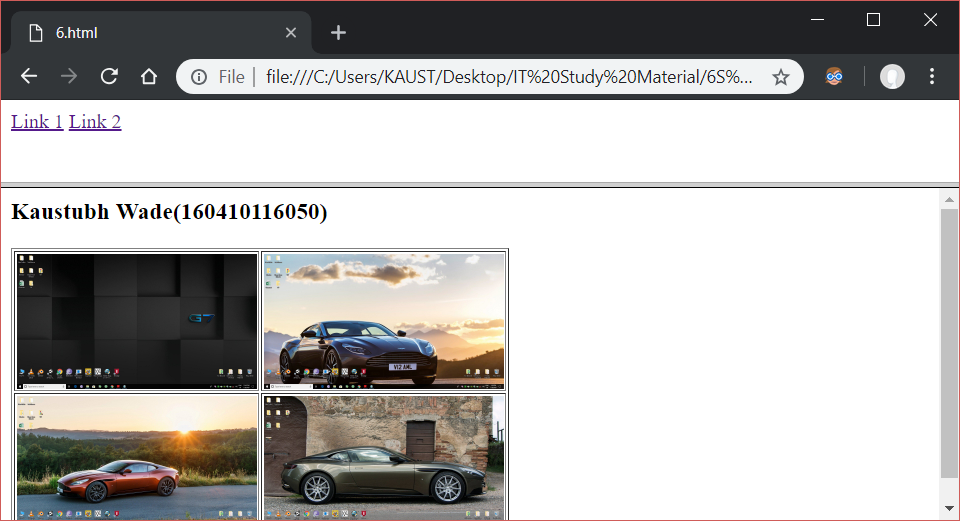 6.html
File | file:///C:/Users/KAUST/Desktop/IT%20Study%20Material/6S%...
Link 1 Link 2
Kaustubh Wade(160410116050)
V12 AML